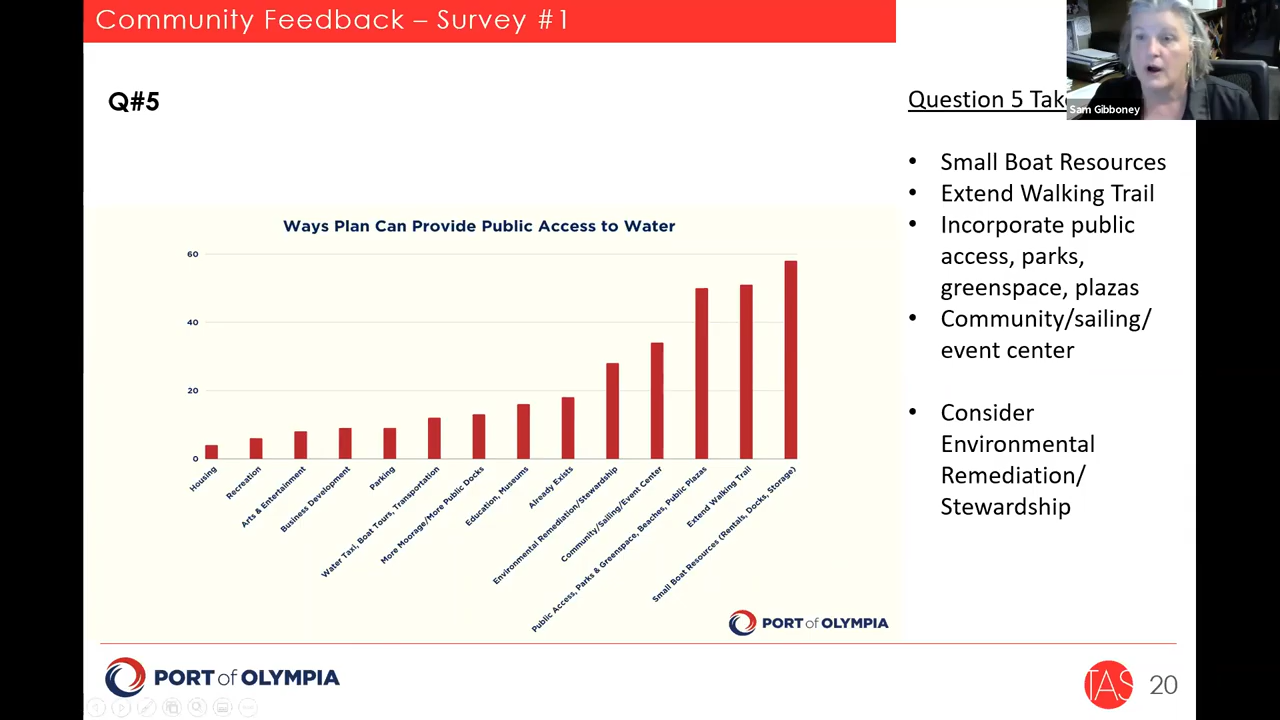 Community Feedback – Survey #1
Sam Gibboney
Q#5
Question 5 Tak
• Small Boat Resources
• Extend Walking Trail
• Incorporate public
access, parks,
greenspace, plazas
• Community/sailing/
event center
• Consider
Environmental
Remediation/
Stewardship
Ways Plan Can Provide Public Access to Water
60
40
20
0
Housing
Recreation
Arts & Entertainment
Business Development
Parking
Water Taxi, Boat Tours, Transportation
More Moorage/More Public Docks
Education, Museums
Already Exists
Environmental Remediation/Stewardship
Community/Sailing/Event Center
Public Access, Parks & Greenspace, Beaches, Public Plazas
Extend Walking Trail
Small Boat Resources (Rentals, Docks, Storage)
PORT of OLYMPIA
PORT of OLYMPIA
TAS
20